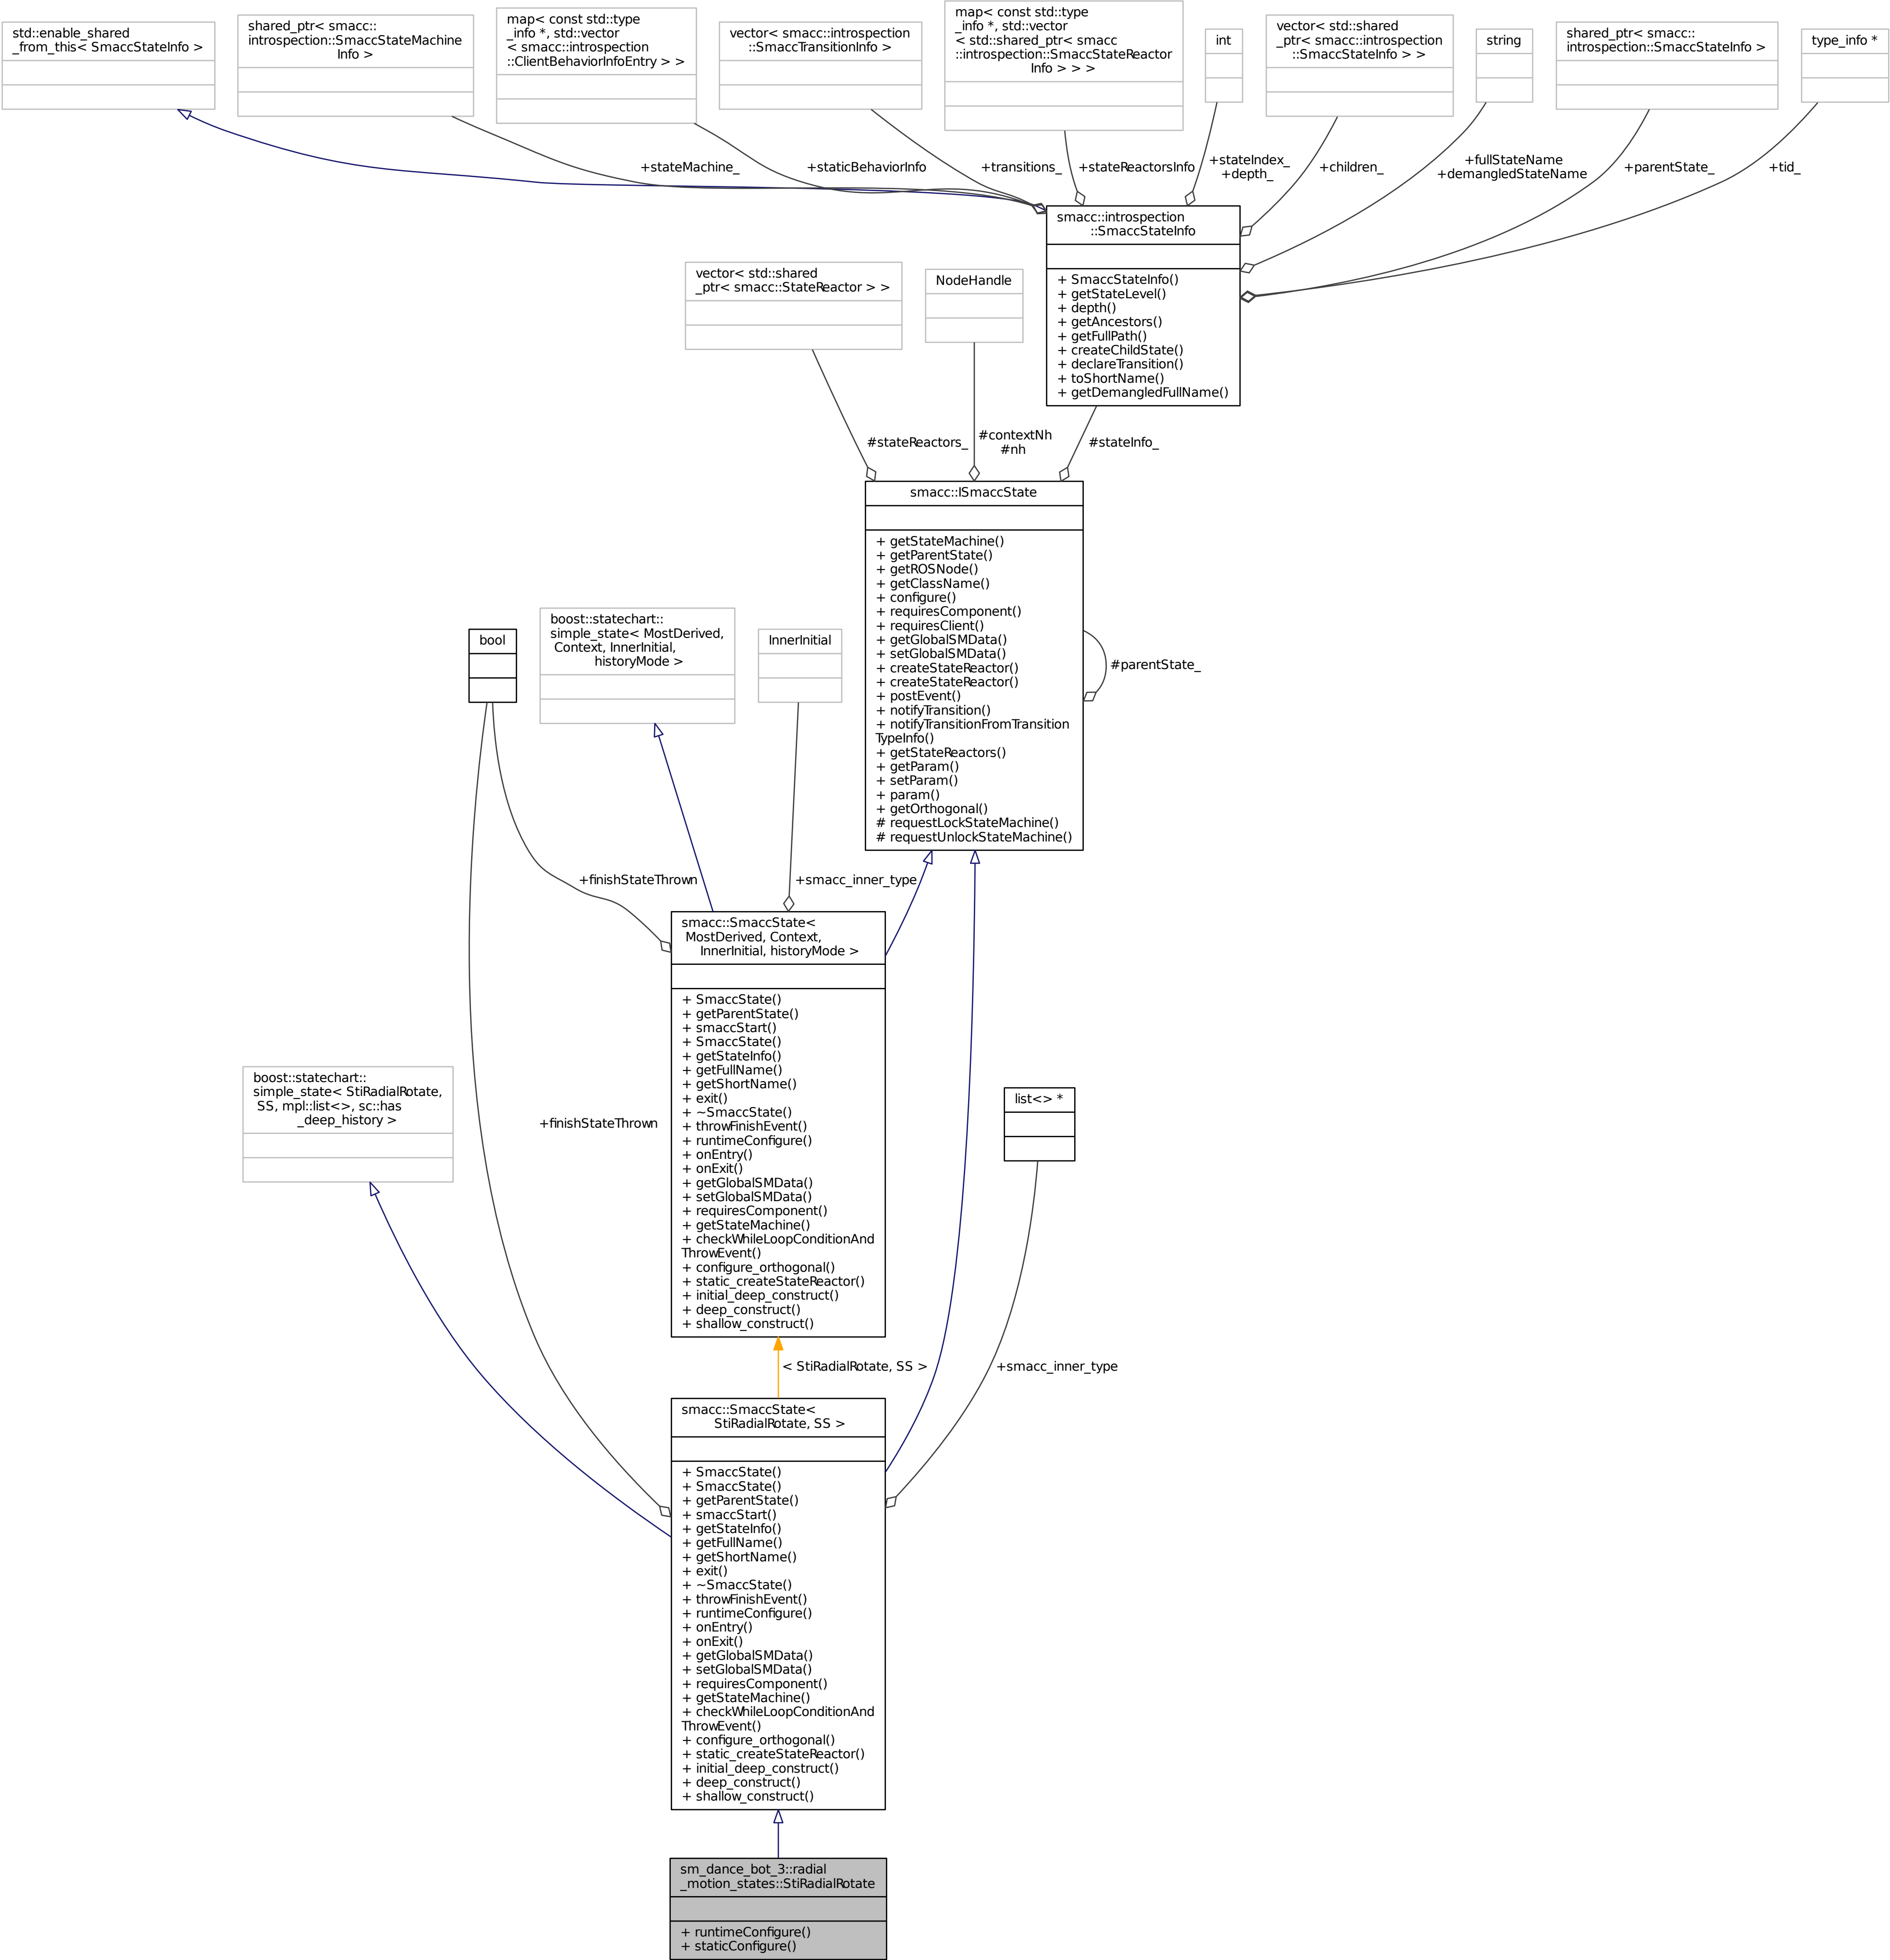 std::enable_shared
_from_this< SmaccStateInfo >
shared_ptr< smacc::
introspection::SmaccStateMachine
Info >
map< const std::type
_info *, std::vector
< smacc::introspection
::ClientBehaviorInfoEntry > >
vector< smacc::introspection
::SmaccTransitionInfo >
map< const std::type
_info *, std::vector
< std::shared_ptr< smacc
::introspection::SmaccStateReactor
Info > > >
int
vector< std::shared
_ptr< smacc::introspection
::SmaccStateInfo > >
string
shared_ptr< smacc::
introspection::SmaccStateInfo >
type_info *
+stateMachine_
+staticBehaviorInfo
+transitions_
+stateReactorsInfo
+stateIndex_
+depth_
+children_
+fullStateName
+demangledStateName
+parentState_
+tid_
smacc::introspection
::SmaccStateInfo
+ SmaccStateInfo()
+ getStateLevel()
+ depth()
+ getAncestors()
+ getFullPath()
+ createChildState()
+ declareTransition()
+ toShortName()
+ getDemangledFullName()
vector< std::shared
_ptr< smacc::StateReactor > >
NodeHandle
#stateReactors_
#contextNh
#nh
#stateInfo_
smacc::ISmaccState
+ getStateMachine()
+ getParentState()
+ getROSNode()
+ getClassName()
+ configure()
+ requiresComponent()
+ requiresClient()
+ getGlobalSMData()
+ setGlobalSMData()
+ createStateReactor()
+ createStateReactor()
+ postEvent()
+ notifyTransition()
+ notifyTransitionFromTransition
TypeInfo()
+ getStateReactors()
+ getParam()
+ setParam()
+ param()
+ getOrthogonal()
# requestLockStateMachine()
# requestUnlockStateMachine()
#parentState_
bool
boost::statechart::
simple_state< MostDerived,
Context, InnerInitial,
historyMode >
InnerInitial
+finishStateThrown
+smacc_inner_type
smacc::SmaccState<
MostDerived, Context,
InnerInitial, historyMode >
+ SmaccState()
+ getParentState()
+ smaccStart()
+ SmaccState()
+ getStateInfo()
+ getFullName()
+ getShortName()
+ exit()
+ ~SmaccState()
+ throwFinishEvent()
+ runtimeConfigure()
+ onEntry()
+ onExit()
+ getGlobalSMData()
+ setGlobalSMData()
+ requiresComponent()
+ getStateMachine()
+ checkWhileLoopConditionAnd
ThrowEvent()
+ configure_orthogonal()
+ static_createStateReactor()
+ initial_deep_construct()
+ deep_construct()
+ shallow_construct()
boost::statechart::
simple_state< StiRadialRotate,
SS, mpl::list<>, sc::has
_deep_history >
+finishStateThrown
list<> *
< StiRadialRotate, SS >
+smacc_inner_type
smacc::SmaccState<
StiRadialRotate, SS >
+ SmaccState()
+ SmaccState()
+ getParentState()
+ smaccStart()
+ getStateInfo()
+ getFullName()
+ getShortName()
+ exit()
+ ~SmaccState()
+ throwFinishEvent()
+ runtimeConfigure()
+ onEntry()
+ onExit()
+ getGlobalSMData()
+ setGlobalSMData()
+ requiresComponent()
+ getStateMachine()
+ checkWhileLoopConditionAnd
ThrowEvent()
+ configure_orthogonal()
+ static_createStateReactor()
+ initial_deep_construct()
+ deep_construct()
+ shallow_construct()
sm_dance_bot_3::radial
_motion_states::StiRadialRotate
+ runtimeConfigure()
+ staticConfigure()